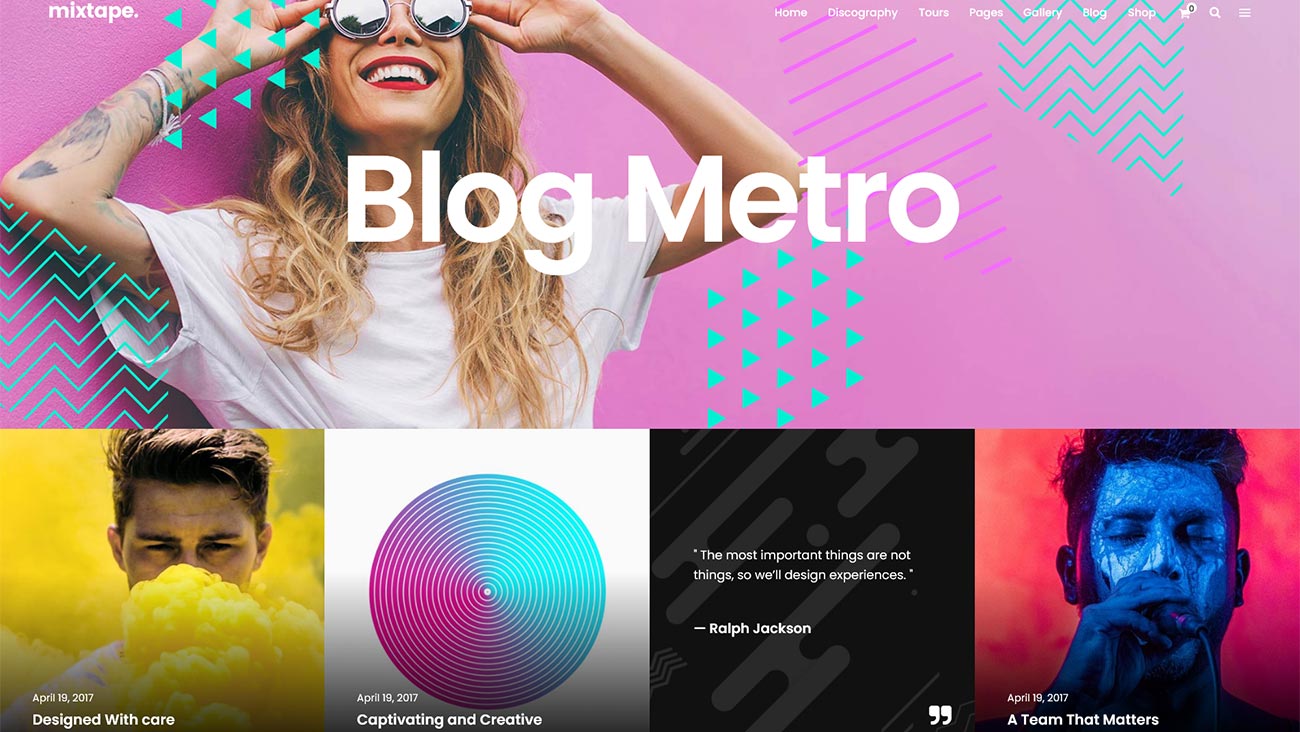 mixtape.
Home Discography Tours Pages Gallery Blog Shop 0
Blog Metro
April 19, 2017
Designed With care
April 19, 2017
Captivating and Creative
" The most important things are not
things, so we’ll design experiences. "
— Ralph Jackson
April 19, 2017
A Team That Matters